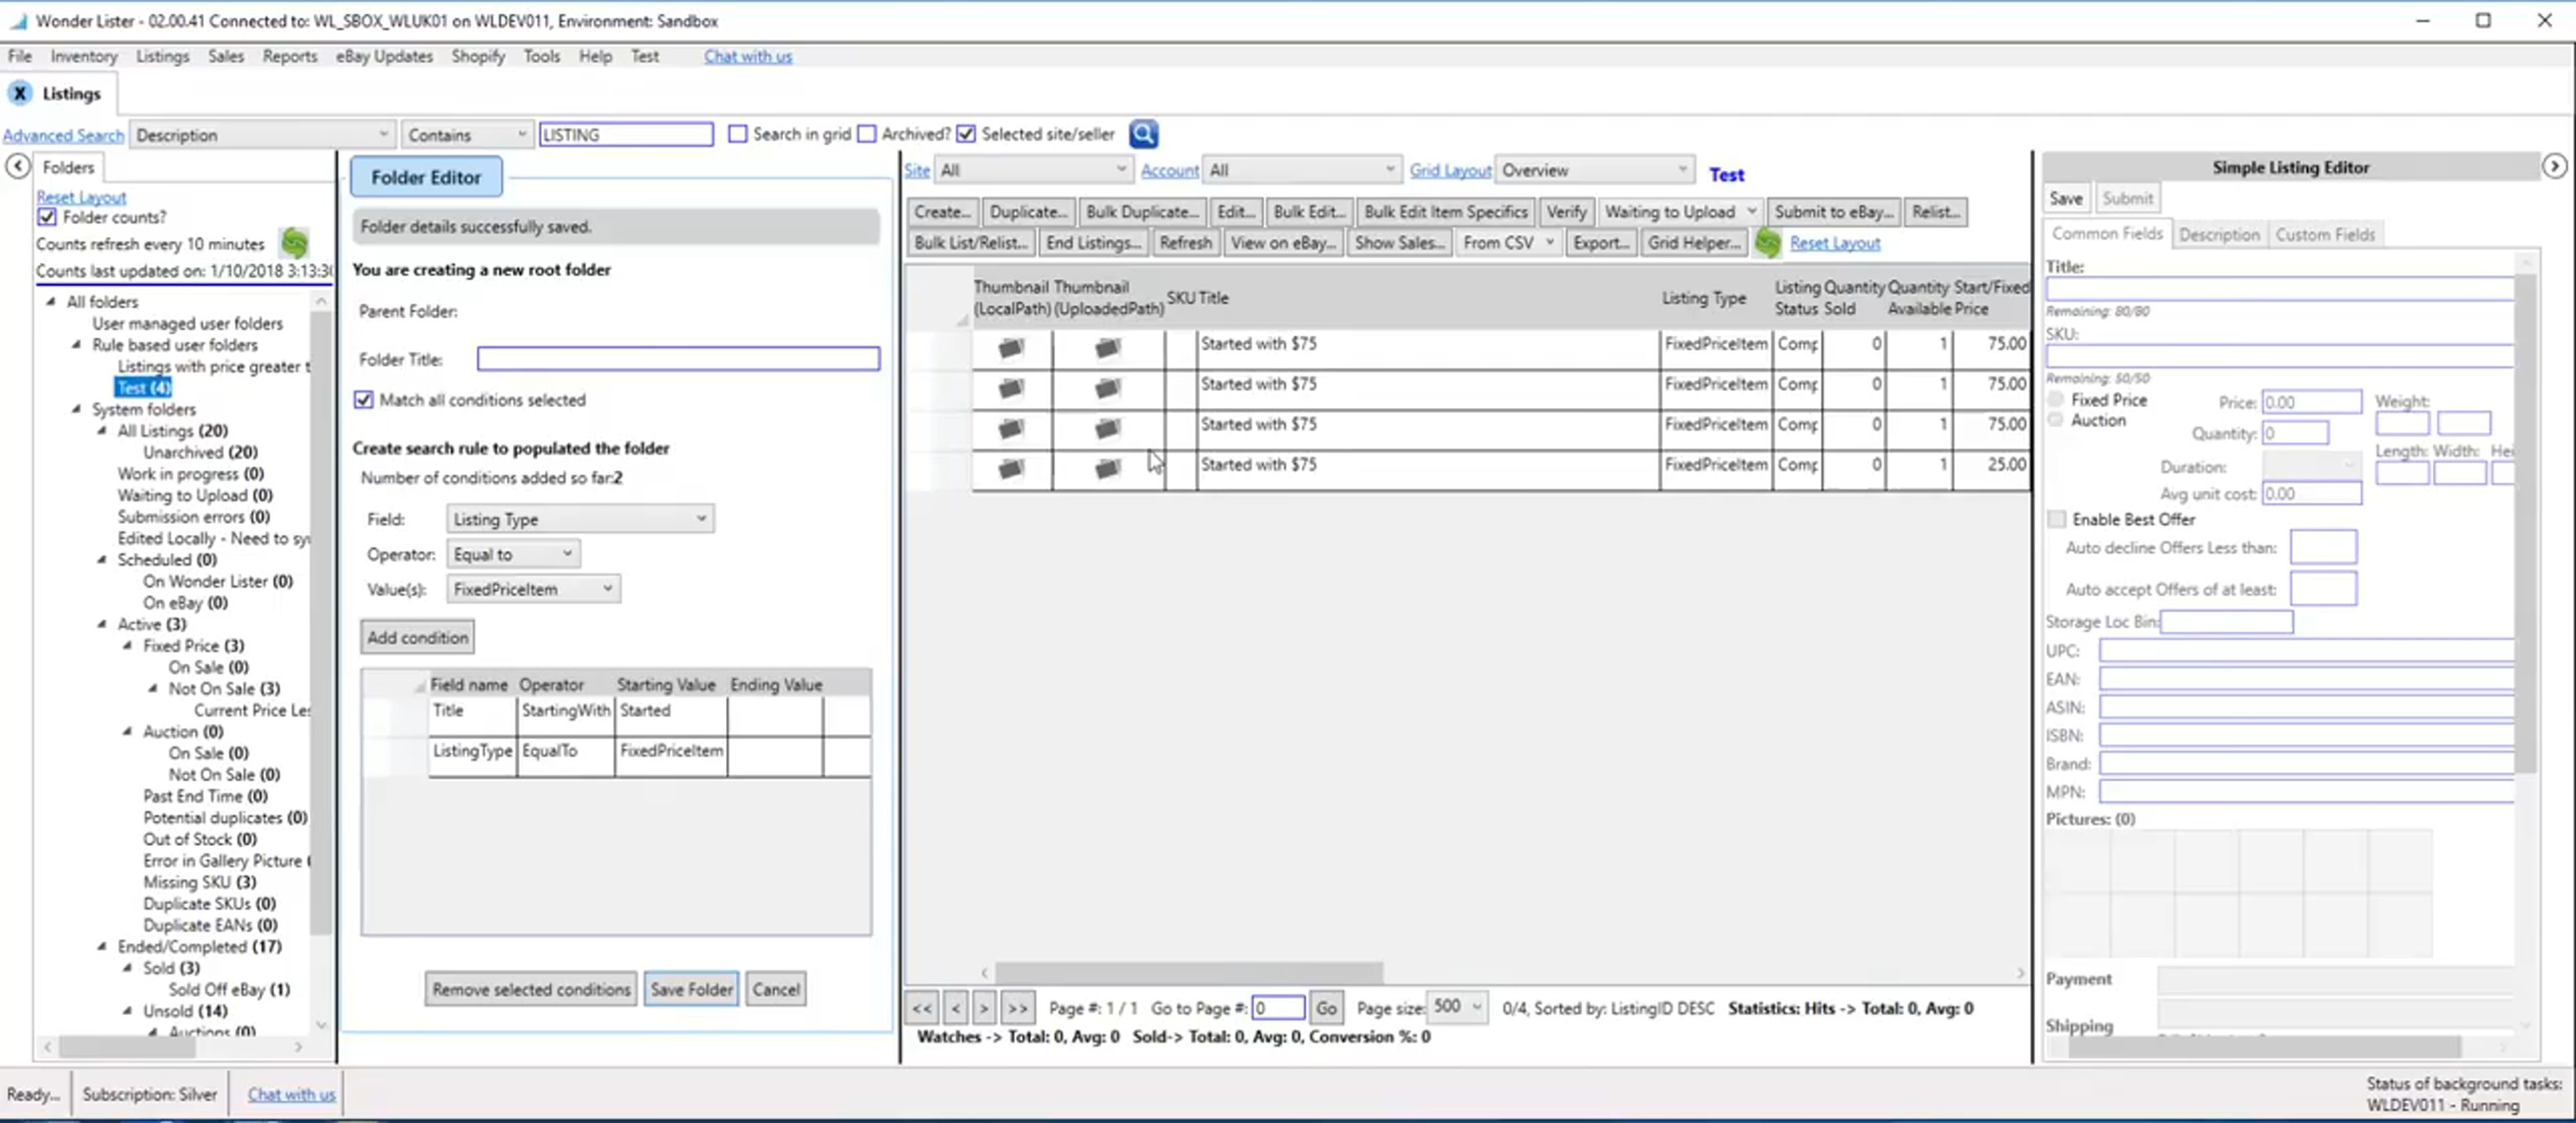 Wonder Lister - 02.00.41 Connected to: WL_SBOX_WLUK01 on WLDEV011, Environment: Sandbox
File Inventory Listings Sales Reports eBay Updates Shopify Tools Help Test Chat with us
X Listings
Advanced Search Description Contains LISTING Search in grid Archived? Selected site/seller
Folders
Reset Layout
Folder counts?
Counts refresh every 10 minutes
Counts last updated on: 1/10/2018 3:13:3
All folders
User managed user folders
Rule based user folders
Listings with price greater t
Test (4)
System folders
All Listings (20)
Unarchived (20)
Work in progress (0)
Waiting to Upload (0)
Submission errors (0)
Edited Locally - Need to sy
Scheduled (0)
On Wonder Lister (0)
On eBay (0)
Active (3)
Fixed Price (3)
On Sale (0)
Not On Sale (3)
Current Price Les
Auction (0)
On Sale (0)
Not On Sale (0)
Past End Time (0)
Potential duplicates (0)
Out of Stock (0)
Error in Gallery Picture (
Missing SKU (3)
Duplicate SKUs (0)
Duplicate EANs (0)
Ended/Completed (17)
Sold (3)
Sold Off eBay (1)
Unsold (14)
Auctions (0)
Folder Editor
Folder details successfully saved.
You are creating a new root folder
Parent Folder:
Folder Title:
Match all conditions selected
Create search rule to populated the folder
Number of conditions added so far:2
Field: Listing Type
Operator: Equal to
Value(s): FixedPriceItem
Add condition
Field name Operator Starting Value Ending Value
Title StartingWith Started
ListingType EqualTo FixedPriceItem
Remove selected conditions Save Folder Cancel
Site All Account All Grid Layout Overview Test
Create... Duplicate... Bulk Duplicate... Edit... Bulk Edit... Bulk Edit Item Specifics Verify Waiting to Upload Submit to eBay... Relist...
Bulk List/Relist... End Listings... Refresh View on eBay... Show Sales... From CSV Export... Grid Helper... Reset Layout
Thumbnail Thumbnail SKU Title Listing Type Listing Quantity Quantity Start/Fixed
(LocalPath) (UploadedPath) Status Sold Available Price
Started with $75 FixedPriceItem Comp 0 1 75.00
Started with $75 FixedPriceItem Comp 0 1 75.00
Started with $75 FixedPriceItem Comp 0 1 75.00
Started with $75 FixedPriceItem Comp 0 1 25.00
<< < > >> Page #: 1 / 1 Go to Page #: 0 Go Page size: 500 0/4, Sorted by: ListingID DESC Statistics: Hits -> Total: 0, Avg: 0
Watches -> Total: 0, Avg: 0 Sold-> Total: 0, Avg: 0, Conversion %: 0
Simple Listing Editor
Save Submit
Common Fields Description Custom Fields
Title:
Remaining: 80/80
SKU:
Remaining: 50/50
Fixed Price Price: 0.00 Weight:
Auction
Quantity: 0
Length: Width: Hei
Duration:
Avg unit cost: 0.00
Enable Best Offer
Auto decline Offers Less than:
Auto accept Offers of at least:
Storage Loc Bin:
UPC:
EAN:
ASIN:
ISBN:
Brand:
MPN:
Pictures: (0)
Payment
Shipping
Ready... Subscription: Silver Chat with us
Status of background tasks:
WLDEV011 - Running